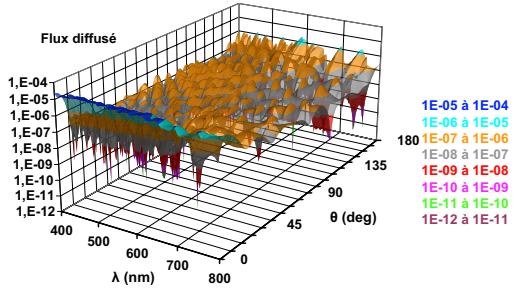 Flux diffusé
1,E-04
1,E-05
1,E-06
1,E-07
1,E-08
1,E-09
1,E-10
1,E-11
1,E-12
400
500
600
700
800
λ (nm)
0
45
90
135
180
θ (deg)
1E-05 à 1E-04
1E-06 à 1E-05
1E-07 à 1E-06
1E-08 à 1E-07
1E-09 à 1E-08
1E-10 à 1E-09
1E-11 à 1E-10
1E-12 à 1E-11